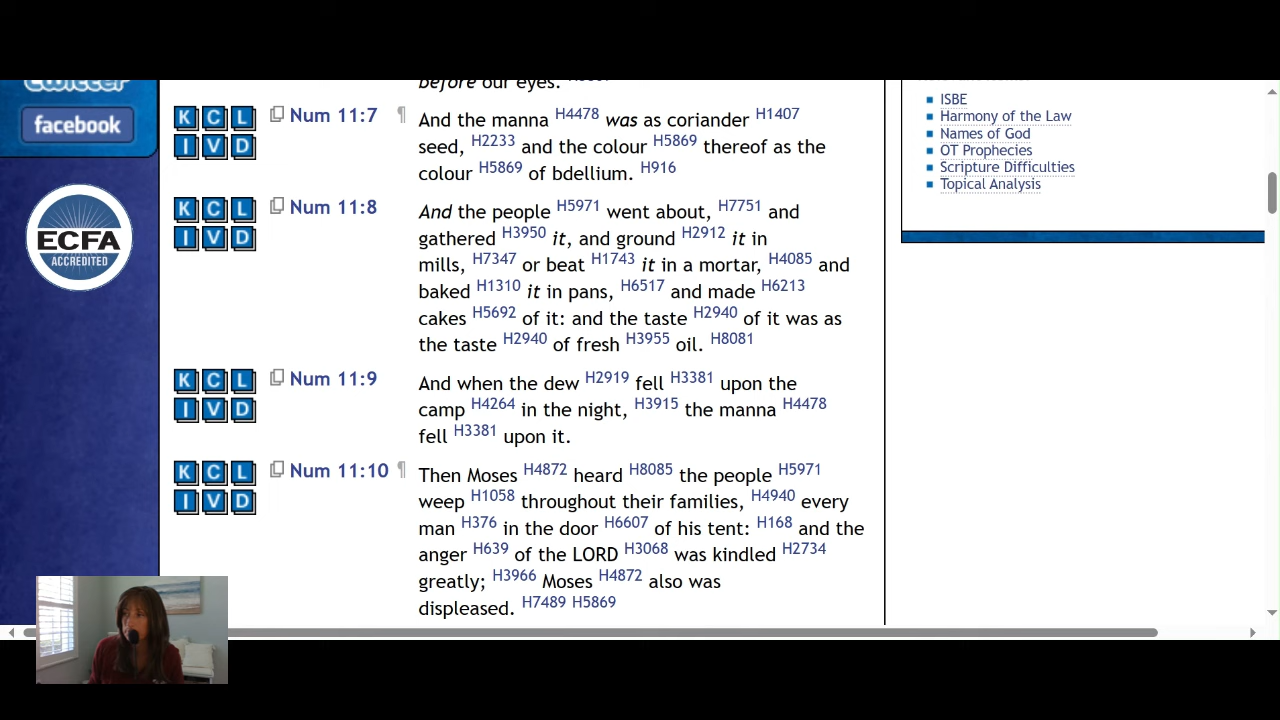 twitter
facebook
ECFA
ACCREDITED
before our eyes.
K C L
I V D
Num 11:7 ¶
And the manna H4478 was as coriander H1407
seed, H2233 and the colour H5869 thereof as the
colour H5869 of bdellium. H916
K C L
I V D
Num 11:8
And the people H5971 went about, H7751 and
gathered H3950 it, and ground H2912 it in
mills, H7347 or beat H1743 it in a mortar, H4085 and
baked H1310 it in pans, H6517 and made H6213
cakes H5692 of it: and the taste H2940 of it was as
the taste H2940 of fresh H3955 oil. H8081
K C L
I V D
Num 11:9
And when the dew H2919 fell H3381 upon the
camp H4264 in the night, H3915 the manna H4478
fell H3381 upon it.
K C L
I V D
Num 11:10 ¶
Then Moses H4872 heard H8085 the people H5971
weep H1058 throughout their families, H4940 every
man H376 in the door H6607 of his tent: H168 and the
anger H639 of the LORD H3068 was kindled H2734
greatly; H3966 Moses H4872 also was
displeased. H7489 H5869
ISBE
Harmony of the Law
Names of God
OT Prophecies
Scripture Difficulties
Topical Analysis